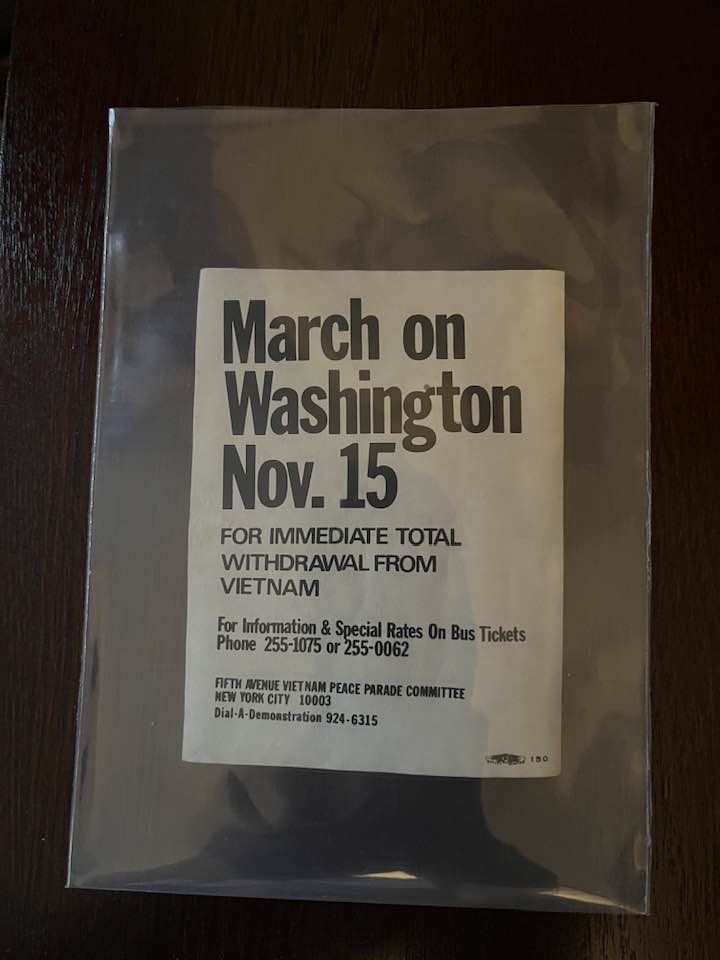 March on
Washington
Nov. 15
FOR IMMEDIATE TOTAL
WITHDRAWAL FROM
VIETNAM
For Information & Special Rates On Bus Tickets
Phone 255-1075 or 255-0062
FIFTH AVENUE VIETNAM PEACE PARADE COMMITTEE
NEW YORK CITY 10003
Dial-A-Demonstration 924-6315